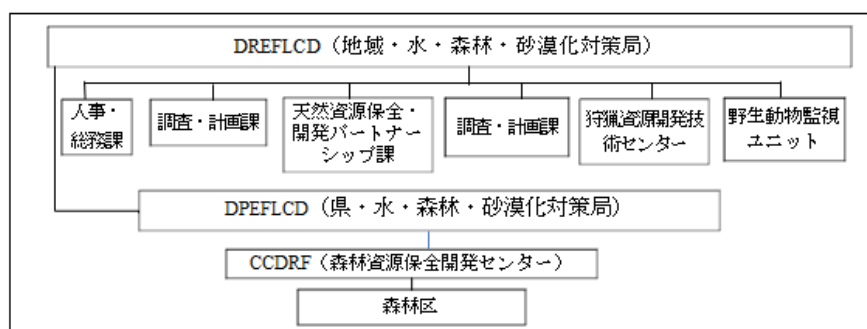 DREFLCD（地域・水・森林・砂漠化対策局）
人事・
総務課
調査・計画課
天然資源保全・
開発パートナー
シップ課
調査・計画課
狩猟資源開発技
術センター
野生動物監視
ユニット
DPEFLCD（県・水・森林・砂漠化対策局）
CCDRF（森林資源保全開発センター）
森林区